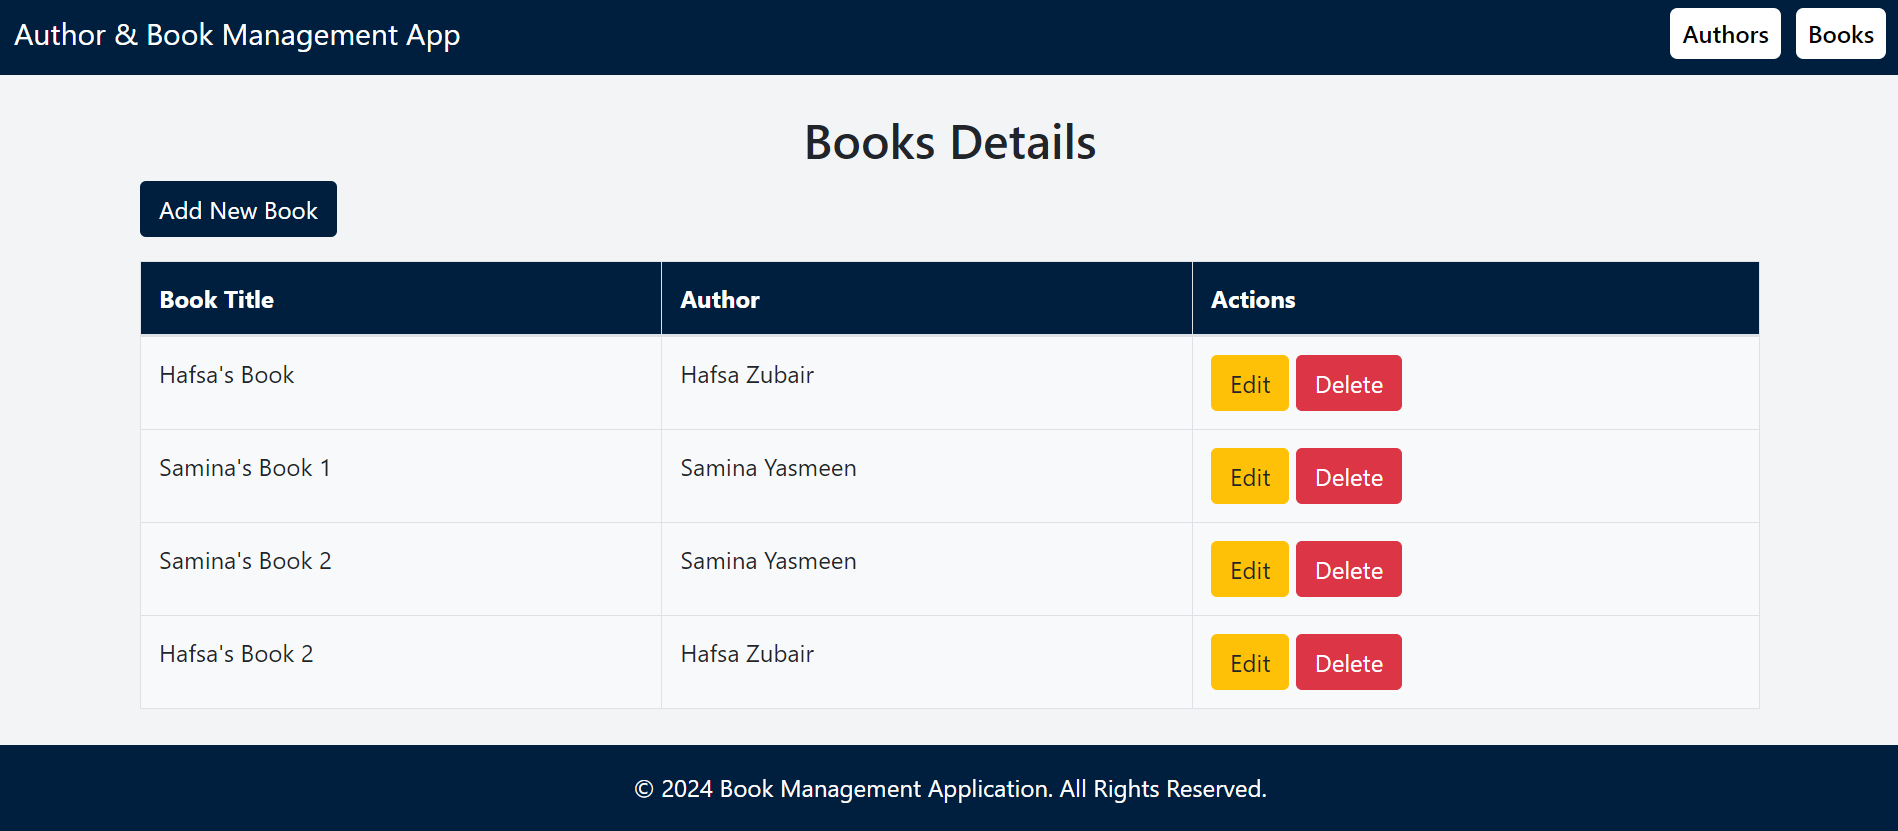 Author & Book Management App Authors Books
Books Details
Add New Book
Book Title Author Actions
Hafsa's Book Hafsa Zubair Edit Delete
Samina's Book 1 Samina Yasmeen Edit Delete
Samina's Book 2 Samina Yasmeen Edit Delete
Hafsa's Book 2 Hafsa Zubair Edit Delete
© 2024 Book Management Application. All Rights Reserved.